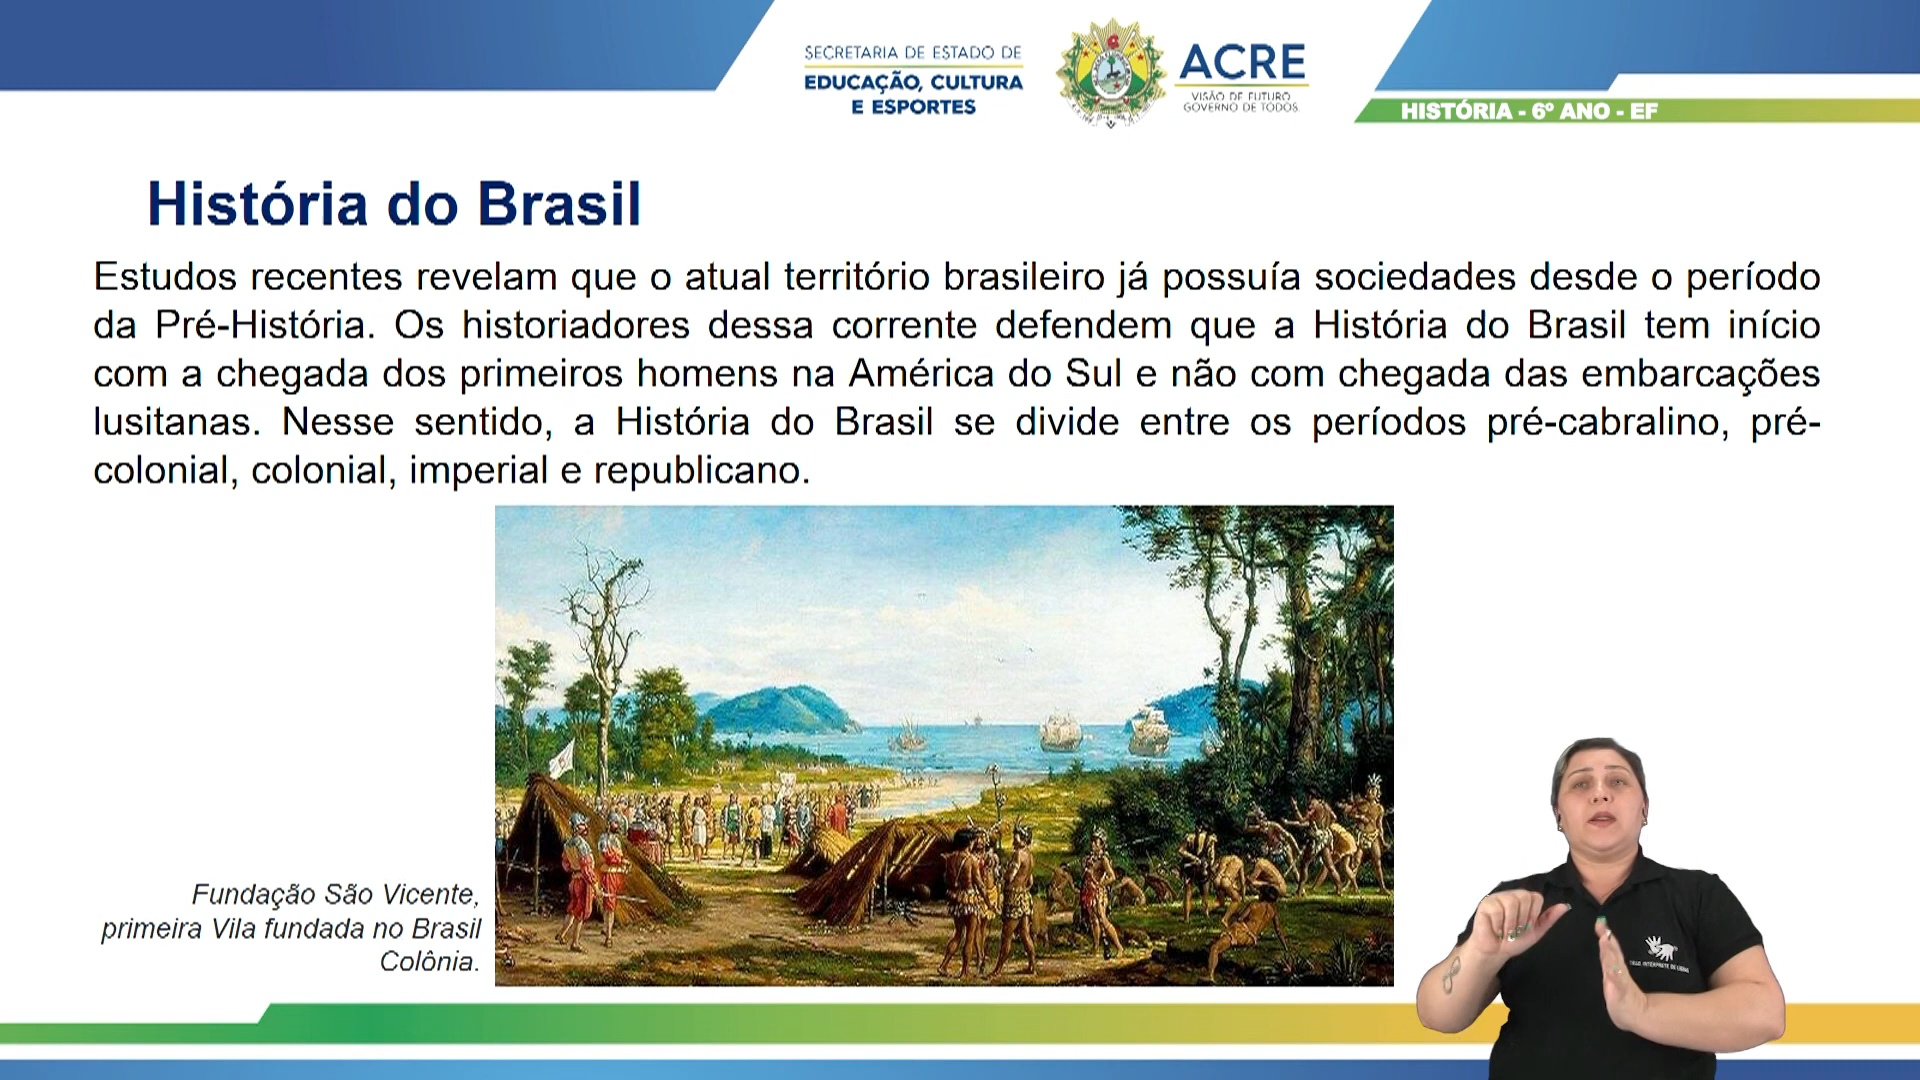 SECRETARIA DE ESTADO DE
EDUCAÇÃO, CULTURA
E ESPORTES
ACRE
VISÃO DE FUTURO
GOVERNO DE TODOS
HISTÓRIA - 6º ANO - EF
História do Brasil
Estudos recentes revelam que o atual território brasileiro já possuía sociedades desde o período
da Pré-História. Os historiadores dessa corrente defendem que a História do Brasil tem início
com a chegada dos primeiros homens na América do Sul e não com chegada das embarcações
lusitanas. Nesse sentido, a História do Brasil se divide entre os períodos pré-cabralino, pré-
colonial, colonial, imperial e republicano.
Fundação São Vicente,
primeira Vila fundada no Brasil
Colônia.